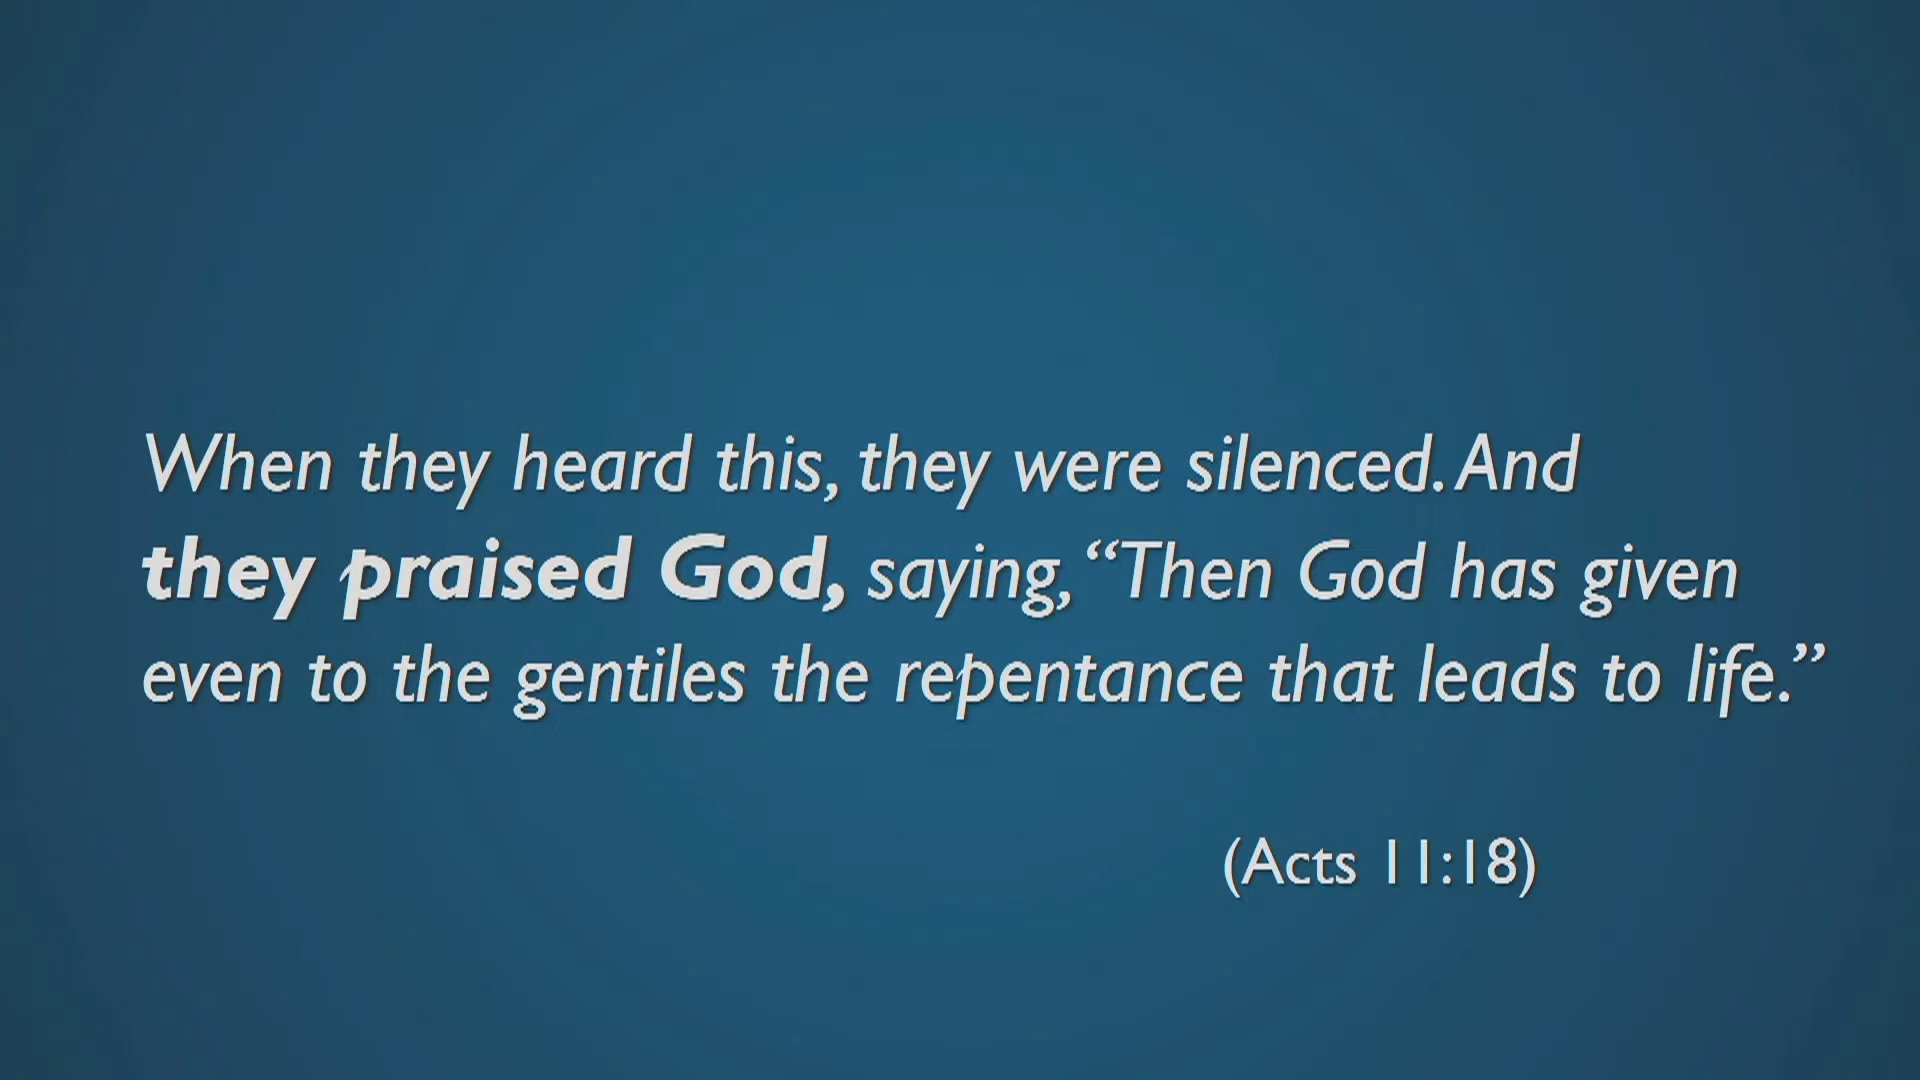 When they heard this, they were silenced. And
they praised God, saying, “Then God has given
even to the gentiles the repentance that leads to life.”
(Acts 11:18)